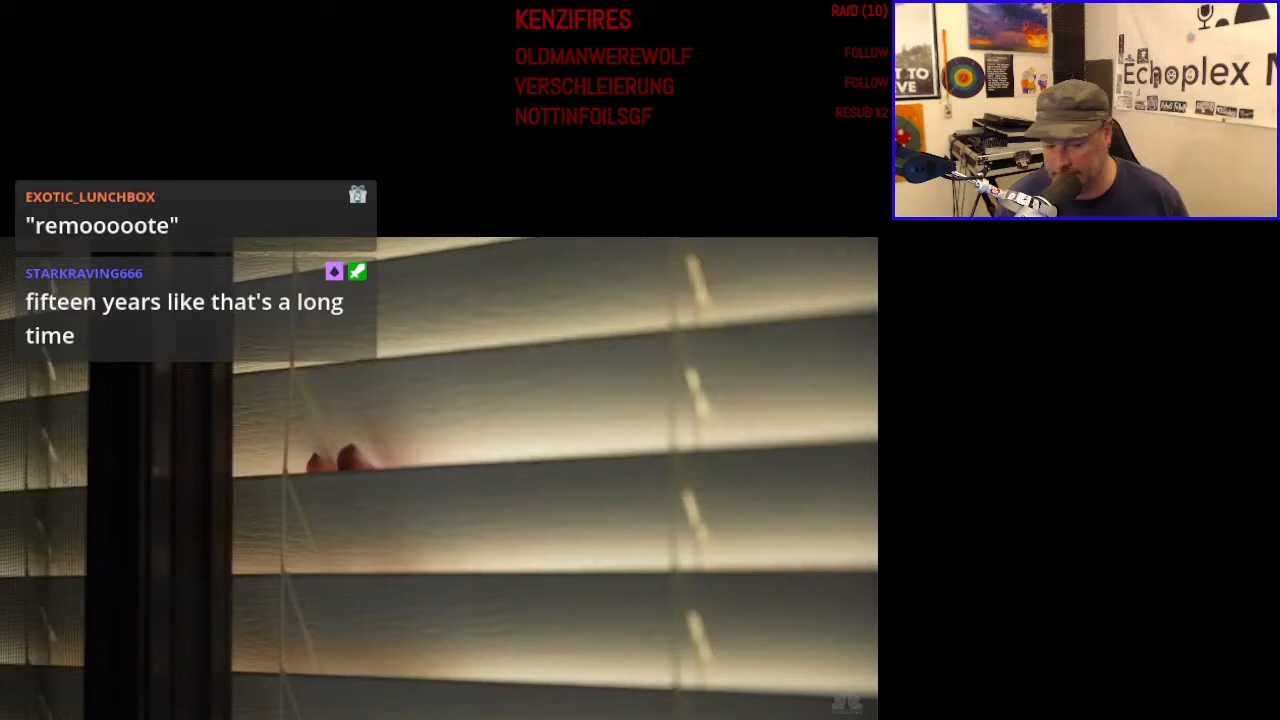 KENZIFIRES RAID (10)
OLDMANWEREWOLF FOLLOW
VERSCHLEIERUNG FOLLOW
NOTTINFOILSGF RESUB X2
Echoplex M
EXOTIC_LUNCHBOX
"remooooote"
STARKRAVING666
fifteen years like that's a long
time